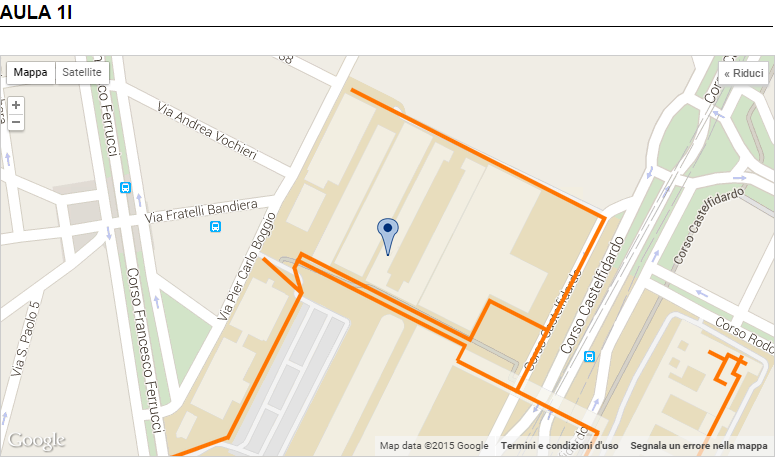 AULA 1I
Mappa
Satellite
« Riduci
+
−
Via Andrea Vochieri
Via Fratelli Bandiera
Via Pier Carlo Boggio
Corso Francesco Ferrucci
co Ferrucci
Via S. Paolo 5
Corso Castelfidardo
Corso Castelfidardo
Corso Castelfidardo
Corso Rodo
Google
Map data ©2015 Google
Termini e condizioni d'uso
Segnala un errore nella mappa